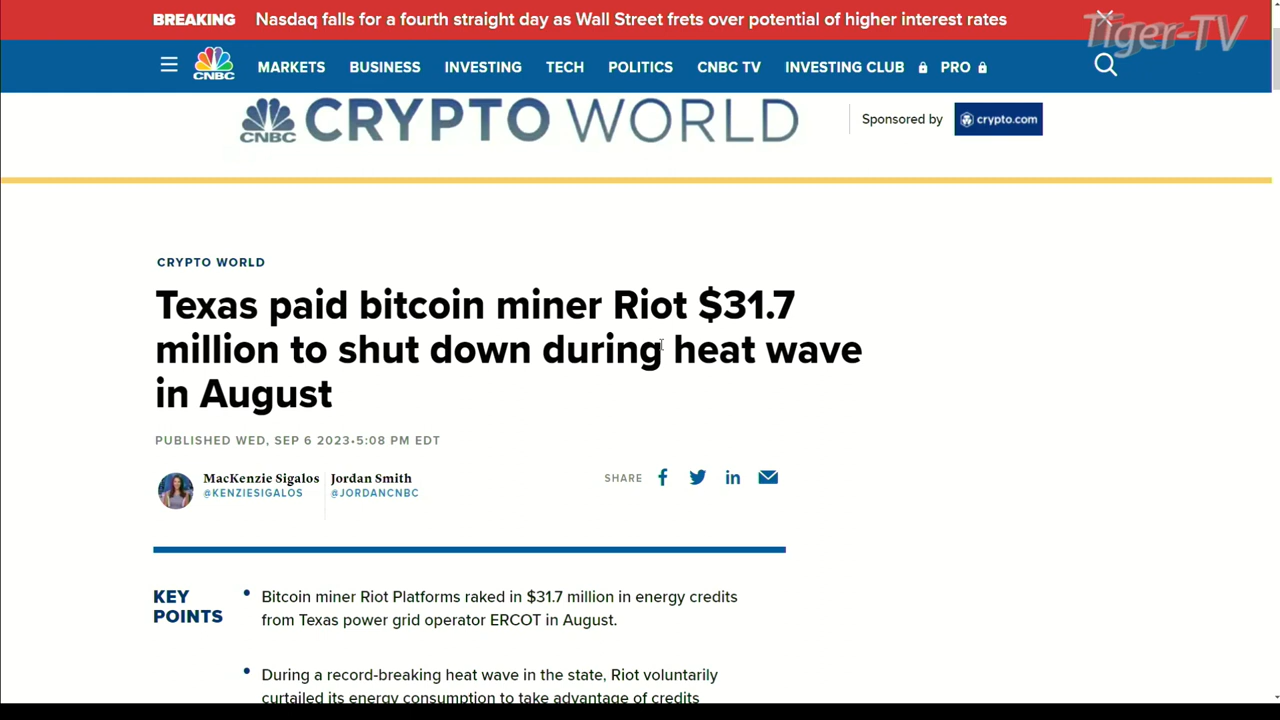 BREAKING Nasdaq falls for a fourth straight day as Wall Street frets over potential of higher interest rates
Tiger-TV
CNBC MARKETS BUSINESS INVESTING TECH POLITICS CNBC TV INVESTING CLUB PRO
CNBC CRYPTO WORLD Sponsored by crypto.com
CRYPTO WORLD
Texas paid bitcoin miner Riot $31.7
million to shut down during heat wave
in August
PUBLISHED WED, SEP 6 2023•5:08 PM EDT
MacKenzie Sigalos Jordan Smith
@KENZIESIGALOS @JORDANCNBC
SHARE
KEY
POINTS
• Bitcoin miner Riot Platforms raked in $31.7 million in energy credits
from Texas power grid operator ERCOT in August.
• During a record-breaking heat wave in the state, Riot voluntarily
curtailed its energy consumption to take advantage of credits